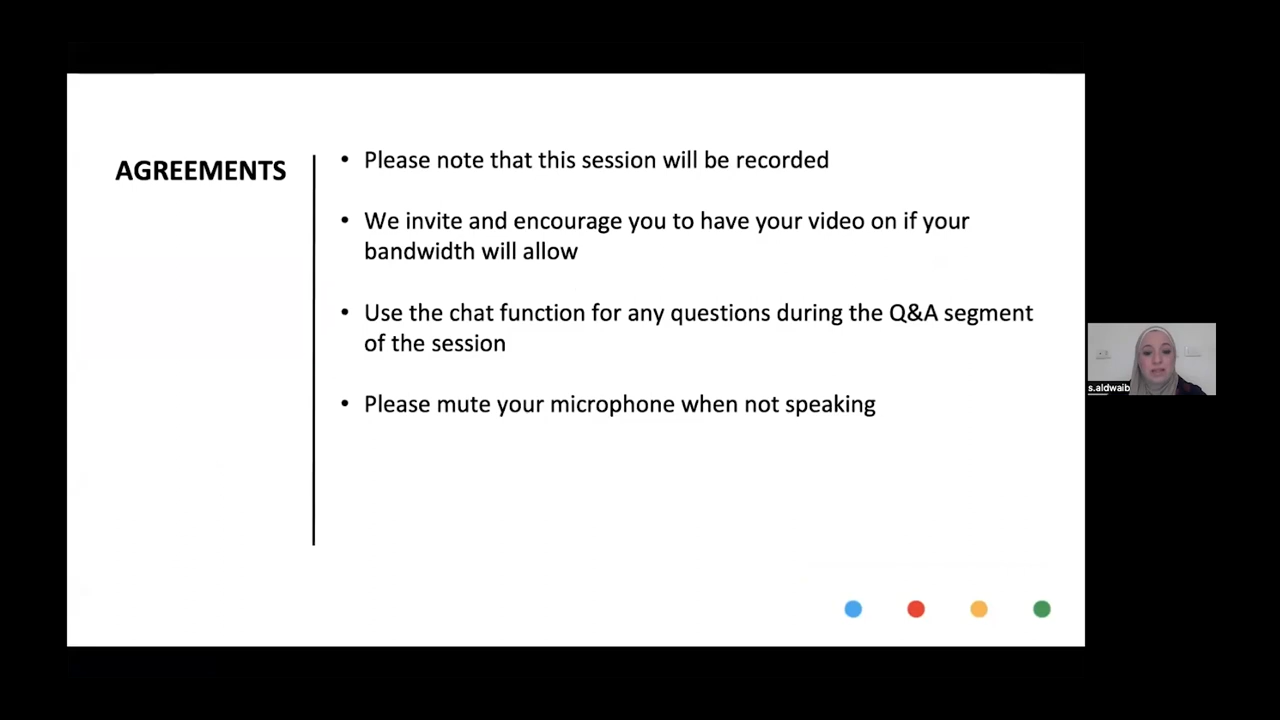 AGREEMENTS
• Please note that this session will be recorded
• We invite and encourage you to have your video on if your
bandwidth will allow
• Use the chat function for any questions during the Q&A segment
of the session
• Please mute your microphone when not speaking
s.aldwaib